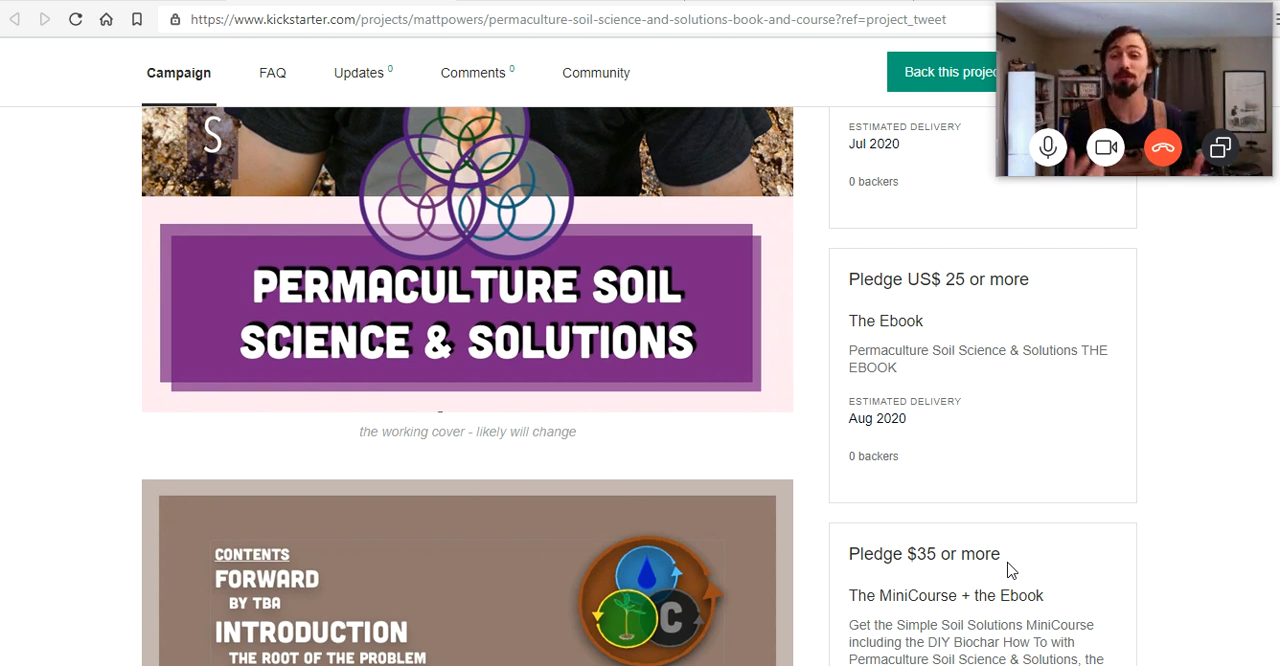 https://www.kickstarter.com/projects/mattpowers/permaculture-soil-science-and-solutions-book-and-course?ref=project_tweet
Campaign FAQ Updates 0 Comments 0 Community
Back this projec
S
PERMACULTURE SOIL
SCIENCE & SOLUTIONS
the working cover - likely will change
CONTENTS
FORWARD
BY TBA
INTRODUCTION
THE ROOT OF THE PROBLEM
C
ESTIMATED DELIVERY
Jul 2020
0 backers
Pledge US$ 25 or more
The Ebook
Permaculture Soil Science & Solutions THE
EBOOK
ESTIMATED DELIVERY
Aug 2020
0 backers
Pledge $35 or more
The MiniCourse + the Ebook
Get the Simple Soil Solutions MiniCourse
including the DIY Biochar How To with
Permaculture Soil Science & Solutions, the